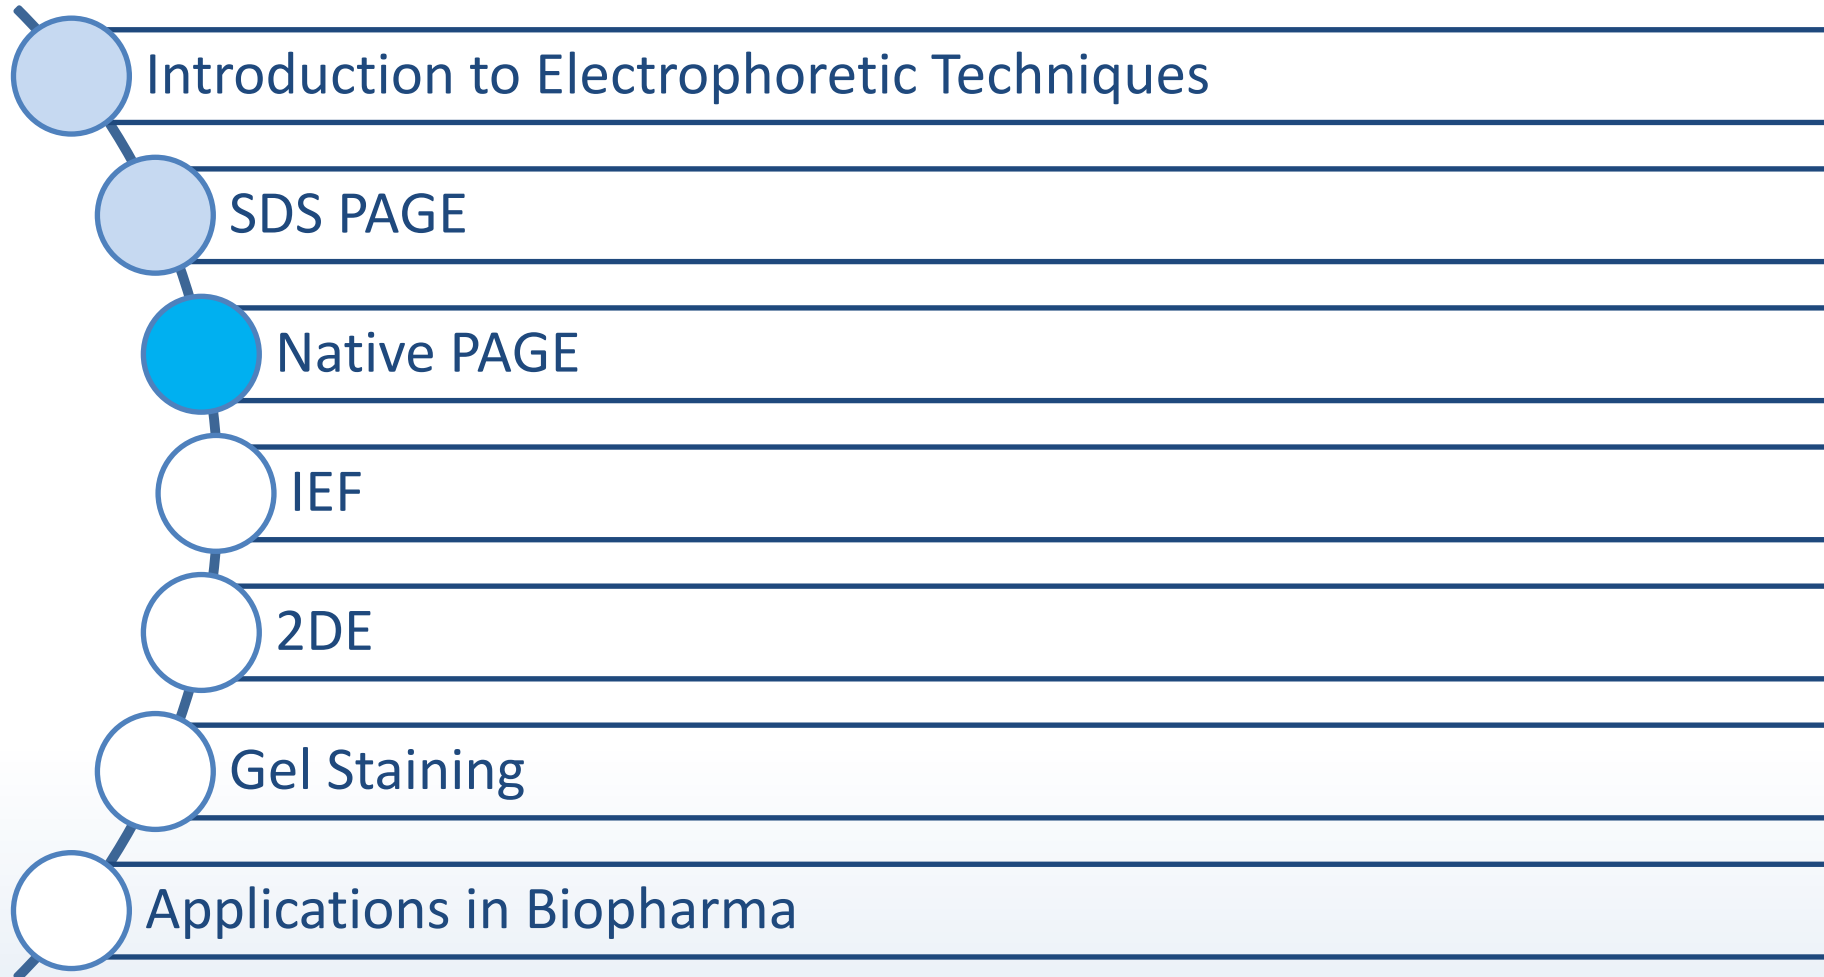 Introduction to Electrophoretic Techniques
SDS PAGE
Native PAGE
IEF
2DE
Gel Staining
Applications in Biopharma